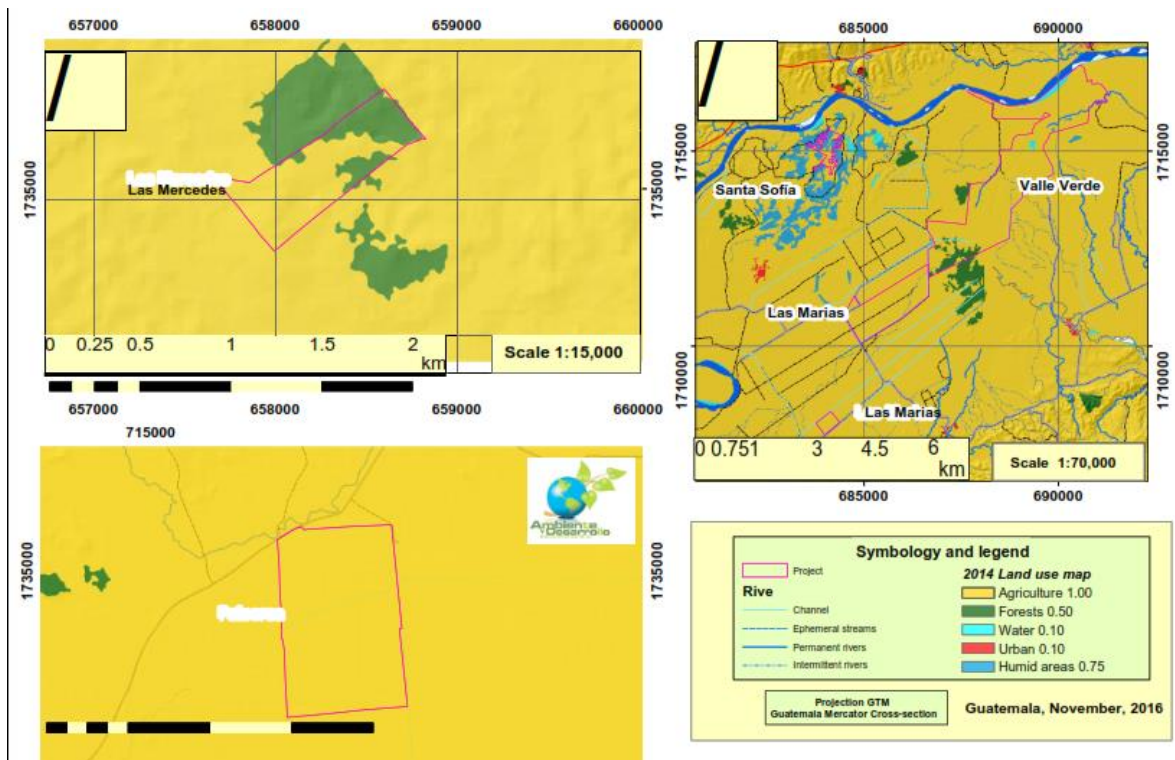 657000 658000 659000 660000
1735000
1735000
Las Mercedes
Las Mercedes
0 0.25 0.5 1 1.5 2
km
Scale 1:15,000
657000 658000 659000 660000
685000 690000
1715000
1715000
1710000
1710000
Santa Sofía
Valle Verde
Las Marias
Las Marias
0 0.751 3 4.5 6
km
Scale 1:70,000
685000 690000
715000
1735000
1735000
Ambiente
y Desarrollo
Symbology and legend
Project
Rive
Channel
Ephemeral streams
Permanent rivers
Intermittent rivers
2014 Land use map
Agriculture 1.00
Forests 0.50
Water 0.10
Urban 0.10
Humid areas 0.75
Projection GTM
Guatemala Mercator Cross-section
Guatemala, November, 2016